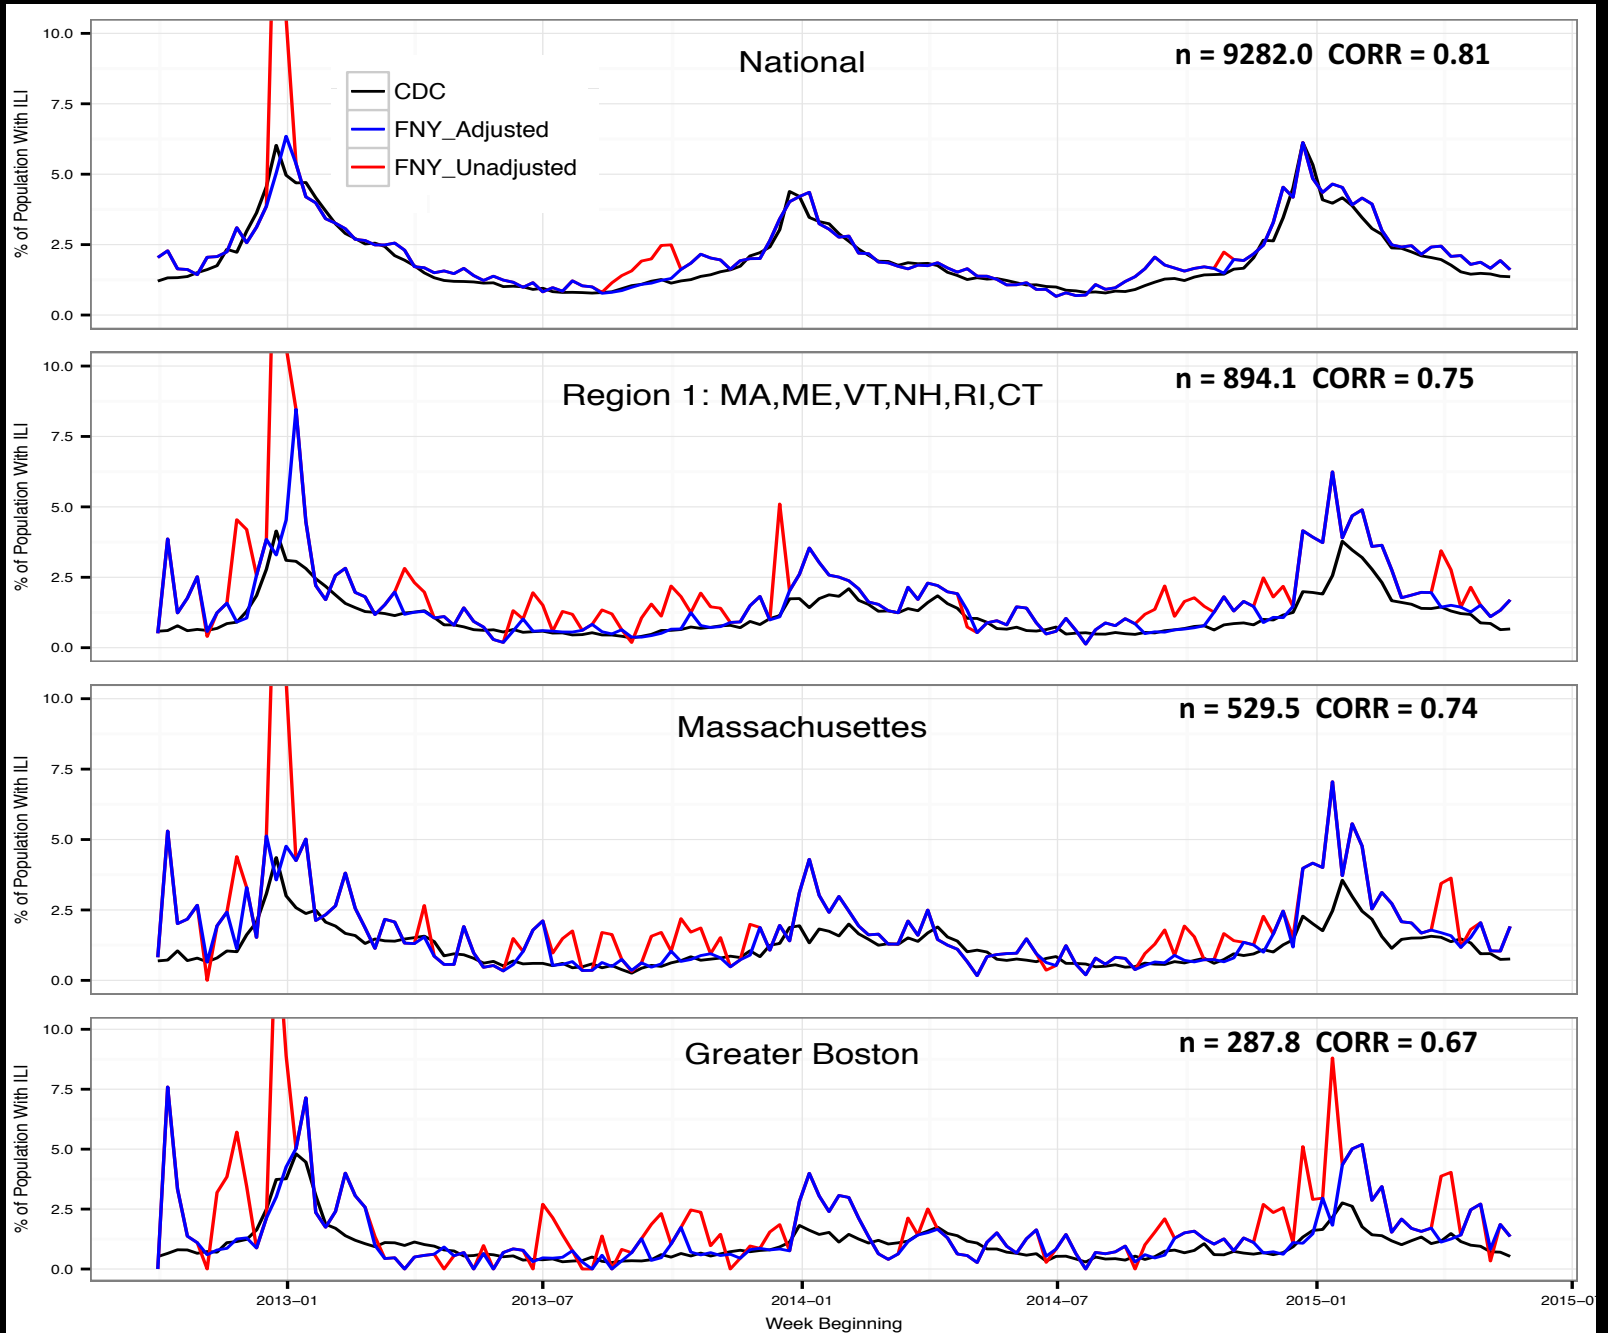 National
n = 9282.0 CORR = 0.81
CDC
FNY_Adjusted
FNY_Unadjusted
% of Population With ILI
10.0
7.5
5.0
2.5
0.0
Region 1: MA,ME,VT,NH,RI,CT
n = 894.1 CORR = 0.75
% of Population With ILI
10.0
7.5
5.0
2.5
0.0
Massachusettes
n = 529.5 CORR = 0.74
% of Population With ILI
10.0
7.5
5.0
2.5
0.0
Greater Boston
n = 287.8 CORR = 0.67
% of Population With ILI
10.0
7.5
5.0
2.5
0.0
2013–01 2013–07 2014–01 2014–07 2015–01 2015–0
Week Beginning